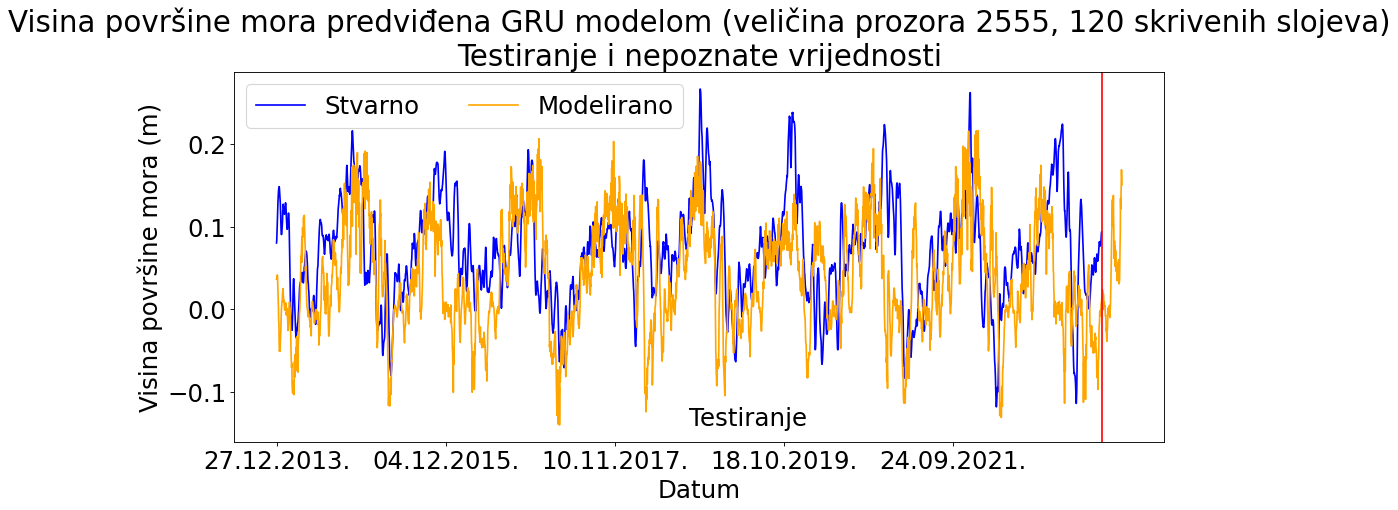 Visina površine mora predviđena GRU modelom (veličina prozora 2555, 120 skrivenih slojeva)
Testiranje i nepoznate vrijednosti
Stvarno Modelirano
Visina površine mora (m)
0.2
0.1
0.0
−0.1
Testiranje
27.12.2013. 04.12.2015. 10.11.2017. 18.10.2019. 24.09.2021.
Datum